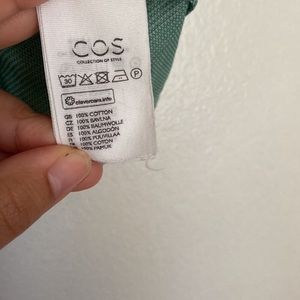 COS
COLLECTION OF STYLE
30
P
clevercare.info
GB 100% COTTON
CZ 100% BAVLNA
DE 100% BAUMWOLLE
ES 100% ALGODÓN
FI 100% PUUVILLAA
100% COTON
100% PAMUK